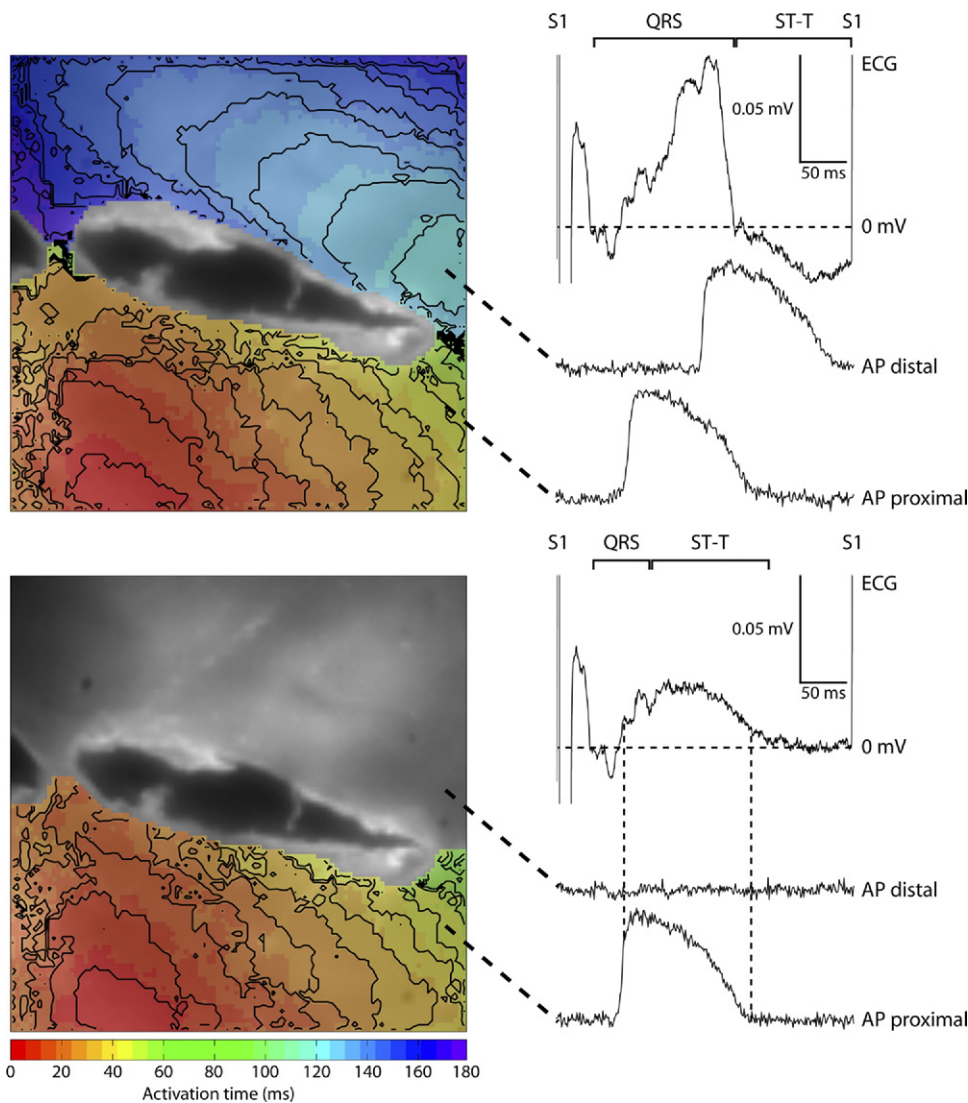 S1 QRS ST-T S1
ECG
0.05 mV
50 ms
0 mV
AP distal
AP proximal
S1 QRS ST-T S1
ECG
0.05 mV
50 ms
0 mV
AP distal
AP proximal
0 20 40 60 80 100 120 140 160 180
Activation time (ms)